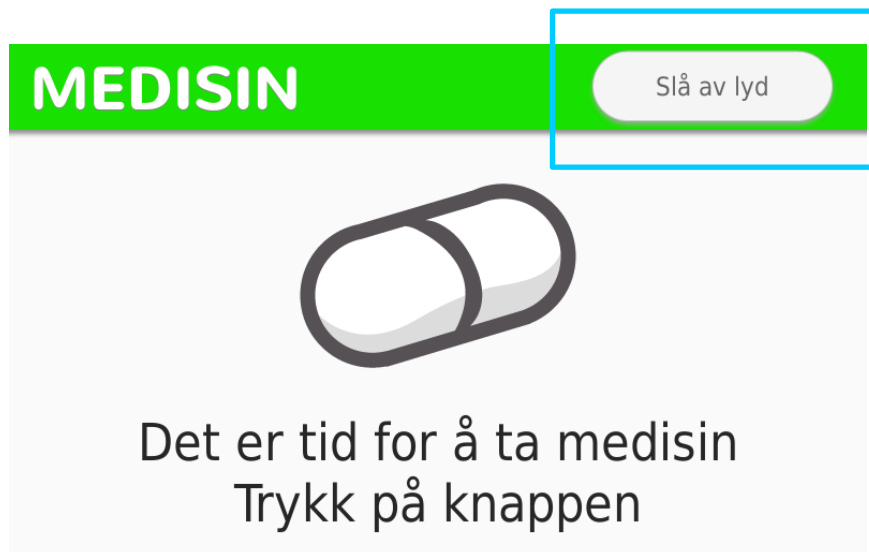 MEDISIN
Slå av lyd
Det er tid for å ta medisin
Trykk på knappen